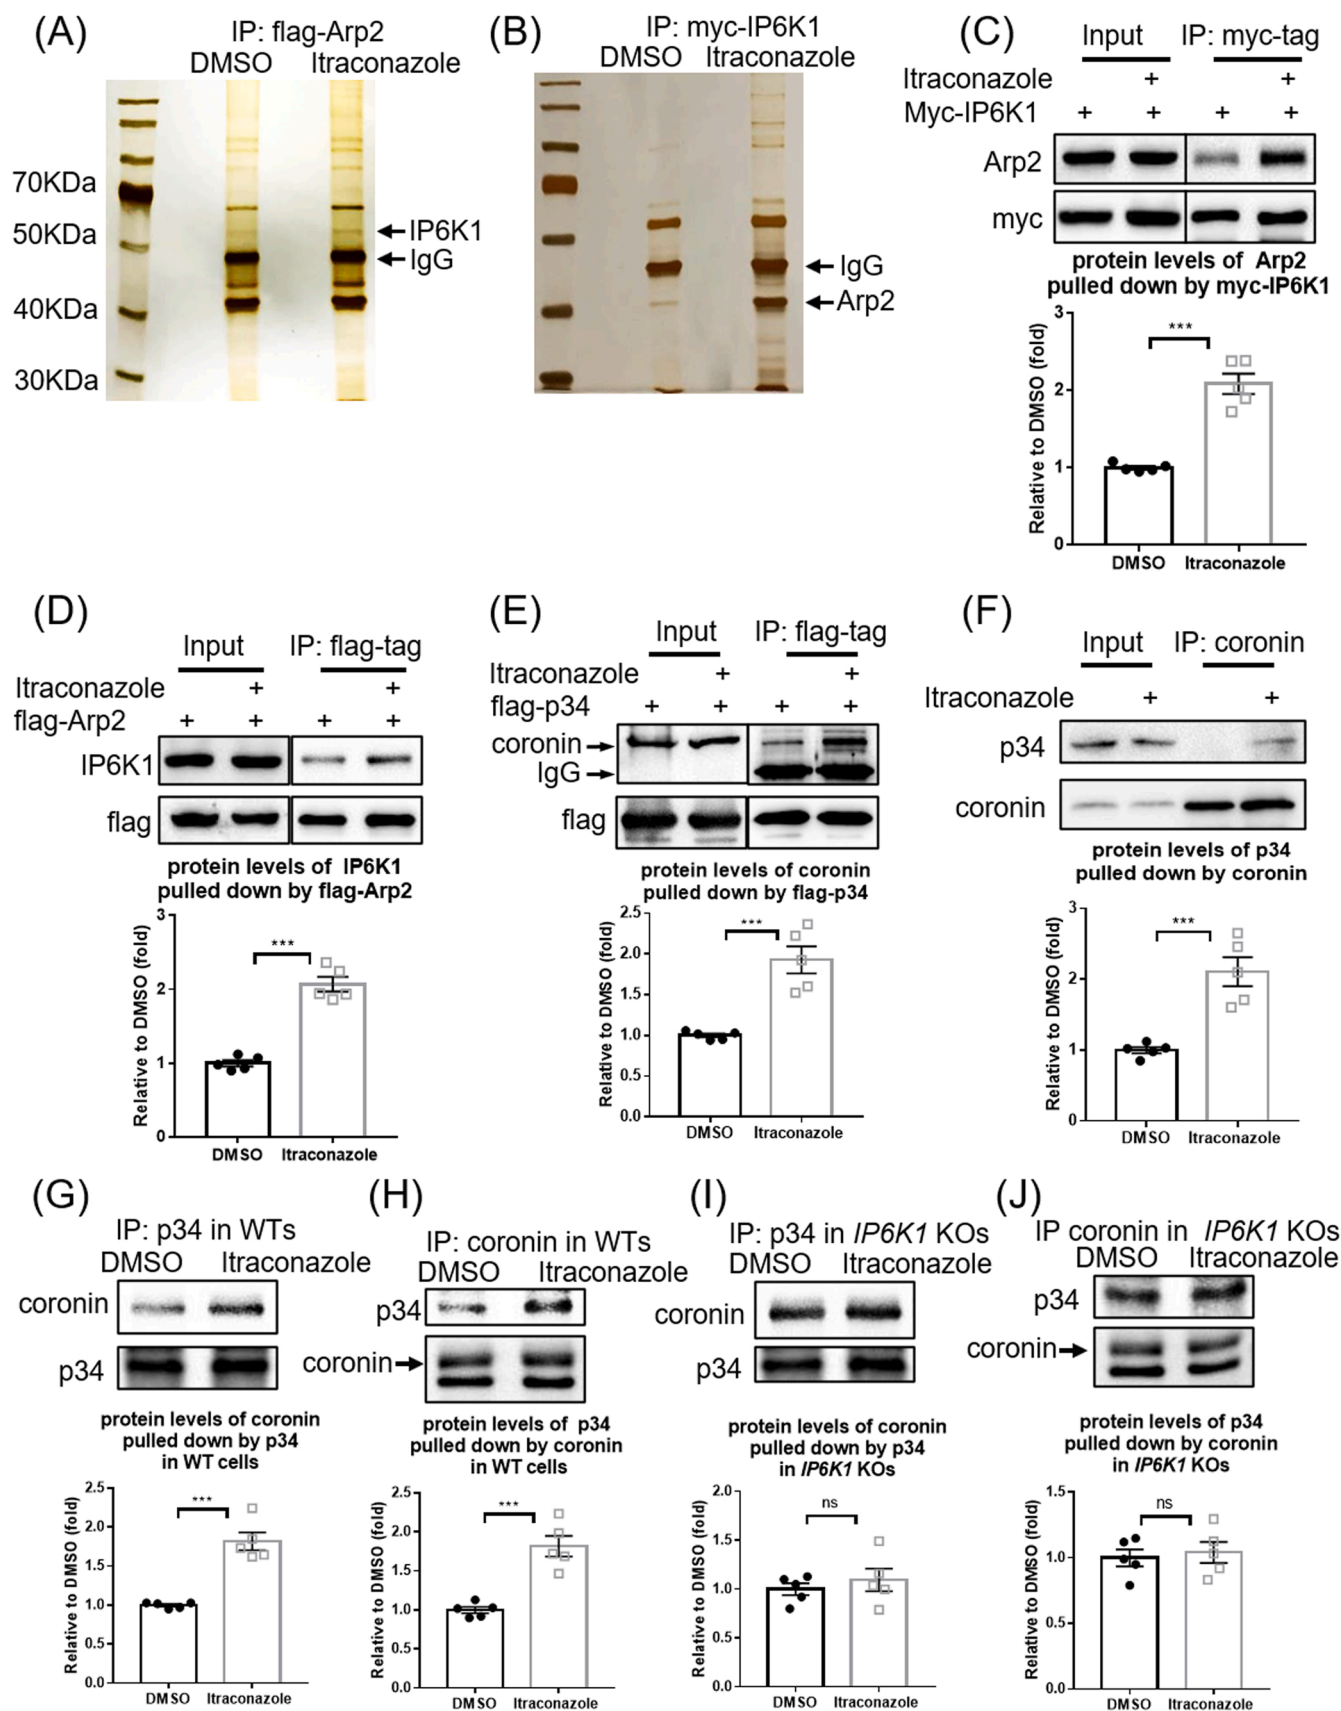 (A)
IP: flag-Arp2
DMSO Itraconazole
70KDa
50KDa
40KDa
30KDa
IP6K1
IgG
(B)
IP: myc-IP6K1
DMSO Itraconazole
IgG
Arp2
(C)
Input IP: myc-tag
Itraconazole + +
Myc-IP6K1 + + + +
Arp2
myc
protein levels of Arp2
pulled down by myc-IP6K1
Relative to DMSO (fold)
3
***
2
1
0
DMSO Itraconazole
(D)
Input IP: flag-tag
Itraconazole + +
flag-Arp2 + + + +
IP6K1
flag
protein levels of IP6K1
pulled down by flag-Arp2
Relative to DMSO (fold)
3
***
2
1
0
DMSO Itraconazole
(E)
Input IP: flag-tag
Itraconazole + +
flag-p34 + + + +
coronin
IgG
flag
protein levels of coronin
pulled down by flag-p34
Relative to DMSO (fold)
2.5
***
2.0
1.5
1.0
0.5
0.0
DMSO Itraconazole
(F)
Input IP: coronin
Itraconazole + +
p34
coronin
protein levels of p34
pulled down by coronin
Relative to DMSO (fold)
3
***
2
1
0
DMSO Itraconazole
(G)
IP: p34 in WTs
DMSO Itraconazole
coronin
p34
protein levels of coronin
pulled down by p34
in WT cells
Relative to DMSO (fold)
2.5
***
2.0
1.5
1.0
0.5
0.0
DMSO Itraconazole
(H)
IP: coronin in WTs
DMSO Itraconazole
p34
coronin
protein levels of p34
pulled down by coronin
in WT cells
Relative to DMSO (fold)
2.5
***
2.0
1.5
1.0
0.5
0.0
DMSO Itraconazole
(I)
IP: p34 in IP6K1 KOs
DMSO Itraconazole
coronin
p34
protein levels of coronin
pulled down by p34
in IP6K1 KOs
Relative to DMSO (fold)
2.0
ns
1.5
1.0
0.5
0.0
DMSO Itraconazole
(J)
IP coronin in IP6K1 KOs
DMSO Itraconazole
p34
coronin
protein levels of p34
pulled down by coronin
in IP6K1 KOs
Relative to DMSO (fold)
1.5
ns
1.0
0.5
0.0
DMSO Itraconazole